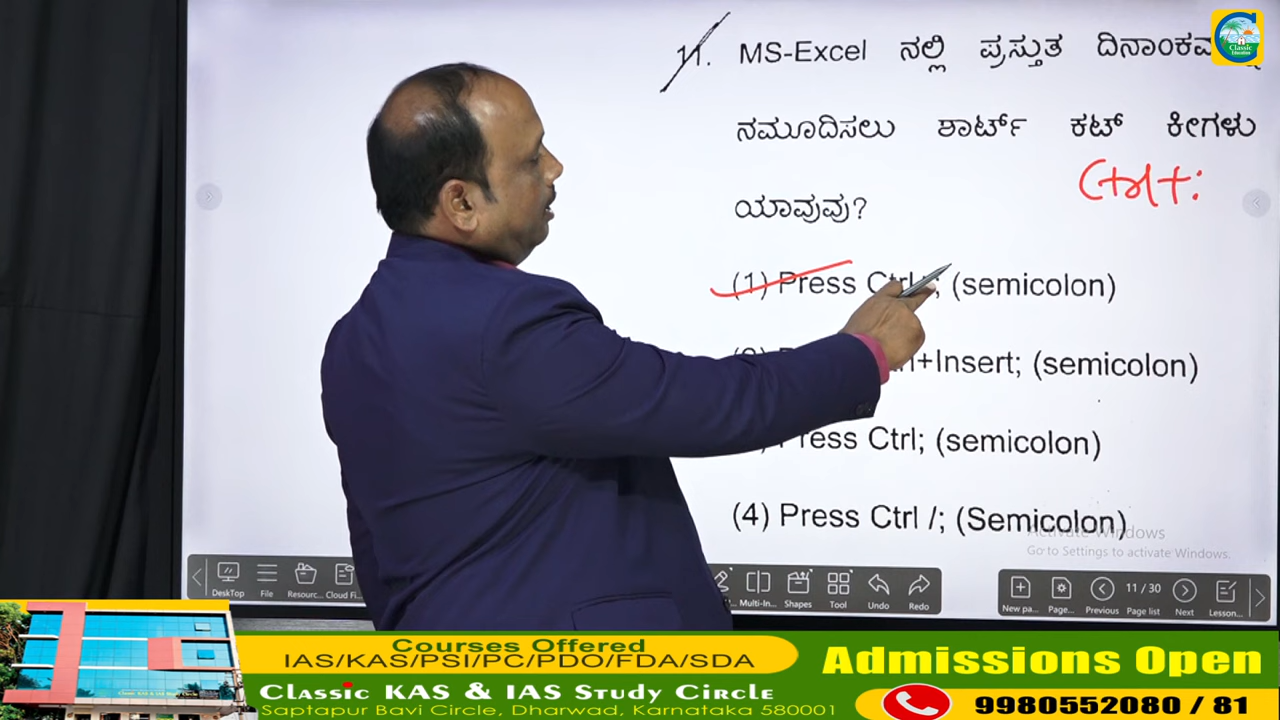 11. MS-Excel ನಲ್ಲಿ ಪ್ರಸ್ತುತ
ನಮೂದಿಸಲು ಶಾರ್ಟ್ ಕಟ್ ಕೀಗಳು
ಯಾವುವು?
Ctrl+:
(1) Press Ctrl+; (semicolon)
+Insert; (semicolon)
Press Ctrl; (semicolon)
(4) Press Ctrl /; (Semicolon)
Activate Windows
Go to Settings to activate Windows.
DeskTop File Resourc... Cloud Fi... Multi-In... Shapes Tool Undo Redo New pa... Page... Previous 11 / 30 Page list Next Lesson...
Classic
Education
Courses Offered
IAS/KAS/PSI/PC/PDO/FDA/SDA
Classic KAS & IAS Study Circle
Saptapur Bavi Circle, Dharwad, Karnataka 580001
Admissions Open
9980552080 / 81